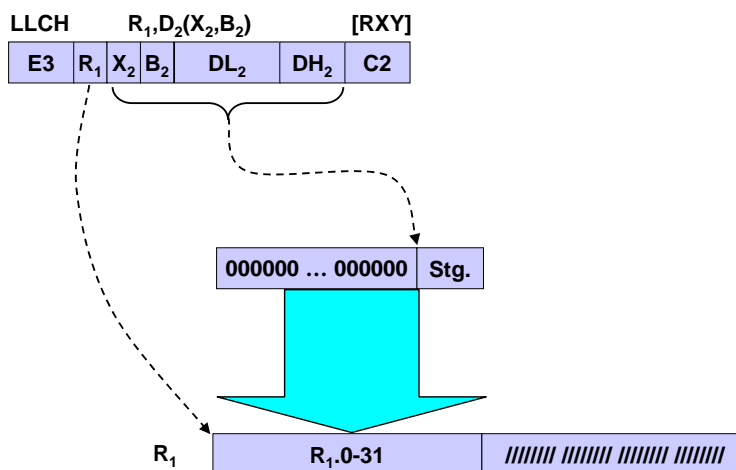 LLCH R₁,D₂(X₂,B₂) [RXY]
E3 R₁ X₂ B₂ DL₂ DH₂ C2
000000 … 000000 Stg.
R₁ R₁.0-31 //////// //////// //////// ////////